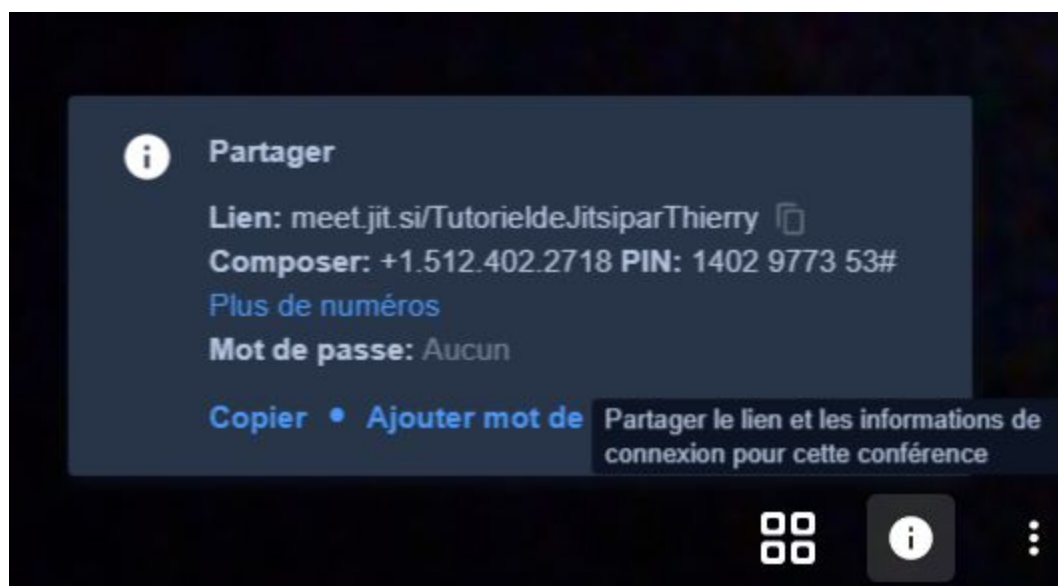 Partager
Lien: meet.jit.si/TutorieldeJitsiparThierry
Composer: +1.512.402.2718 PIN: 1402 9773 53#
Plus de numéros
Mot de passe: Aucun
Copier • Ajouter mot de
Partager le lien et les informations de
connexion pour cette conférence